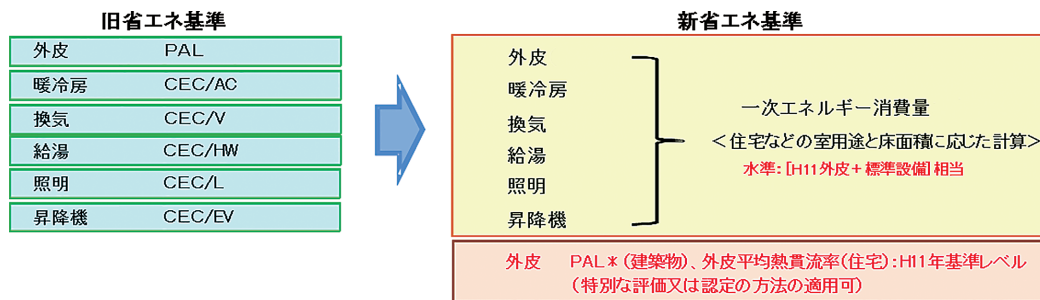 旧省エネ基準
外皮 PAL
暖冷房 CEC/AC
換気 CEC/V
給湯 CEC/HW
照明 CEC/L
昇降機 CEC/EV
新省エネ基準
外皮
暖冷房
換気
給湯
照明
昇降機
一次エネルギー消費量
＜住宅などの室用途と床面積に応じた計算＞
水準：［H11外皮＋標準設備］相当
外皮 PAL＊（建築物）、外皮平均熱貫流率（住宅）：H11年基準レベル
（特別な評価又は認定の方法の適用可）